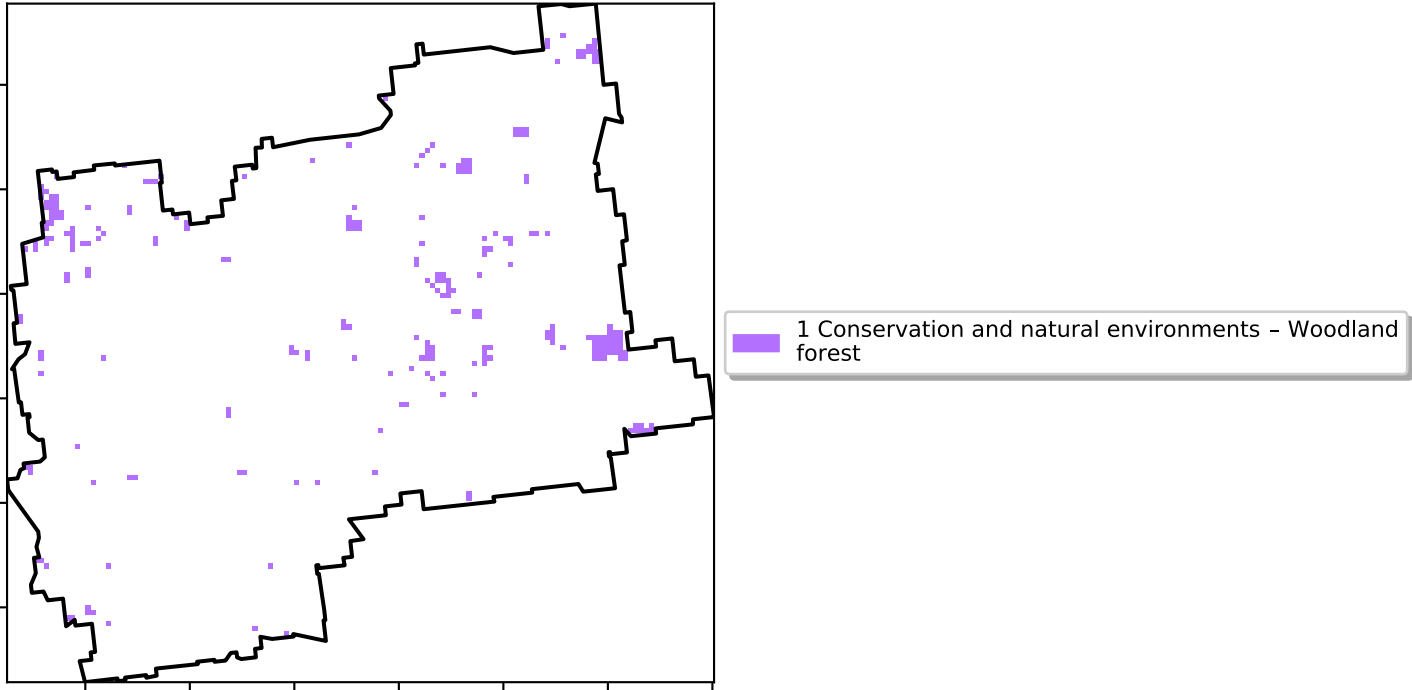 1 Conservation and natural environments – Woodland
forest